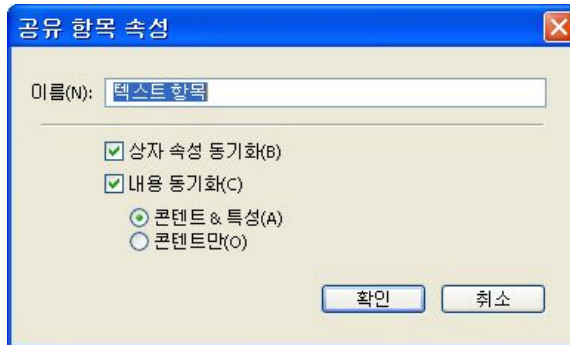 공유 항목 속성
이름(N): 텍스트 항목
상자 속성 동기화(B)
내용 동기화(C)
콘텐트 & 특성(A)
콘텐트만(O)
확인 취소